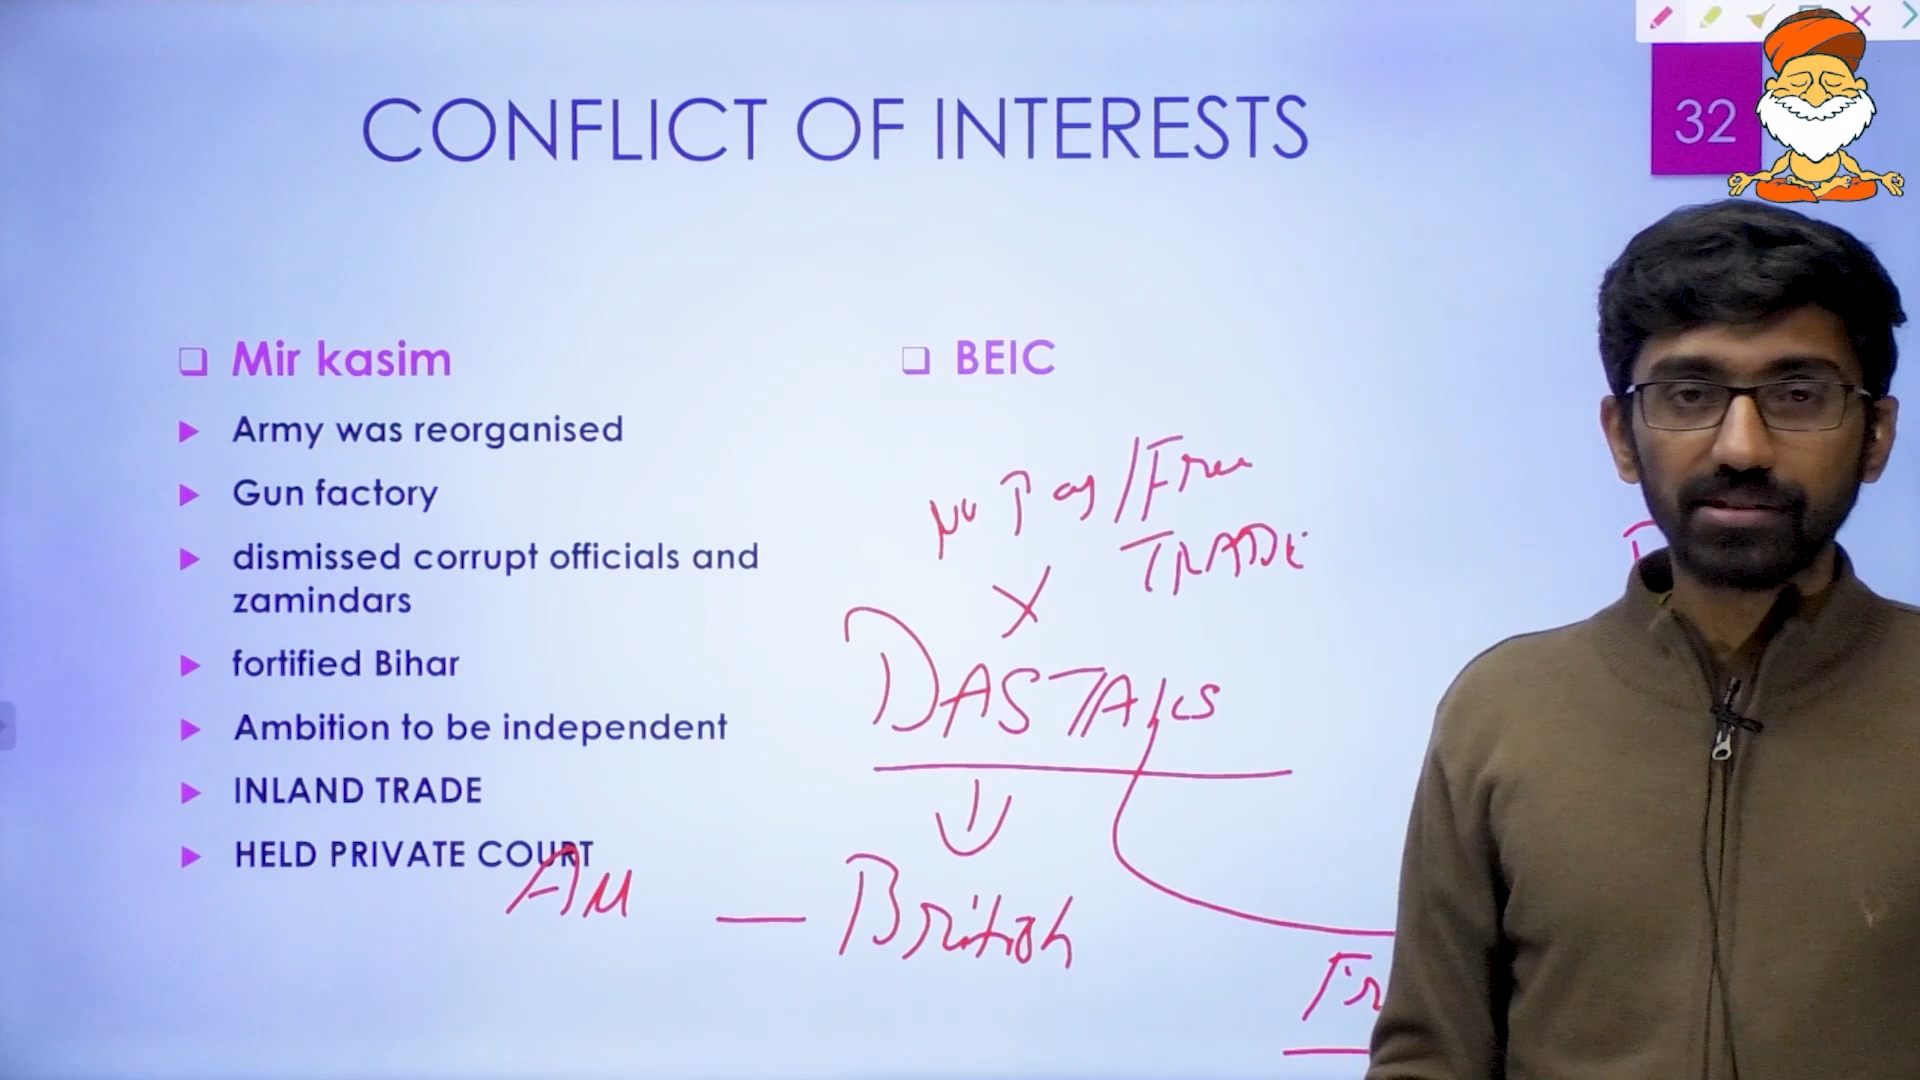 CONFLICT OF INTERESTS
32
Mir kasim
Army was reorganised
Gun factory
dismissed corrupt officials and
zamindars
fortified Bihar
Ambition to be independent
INLAND TRADE
HELD PRIVATE COURT
BEIC
/Free
TRADE
X
DASTAKS
British